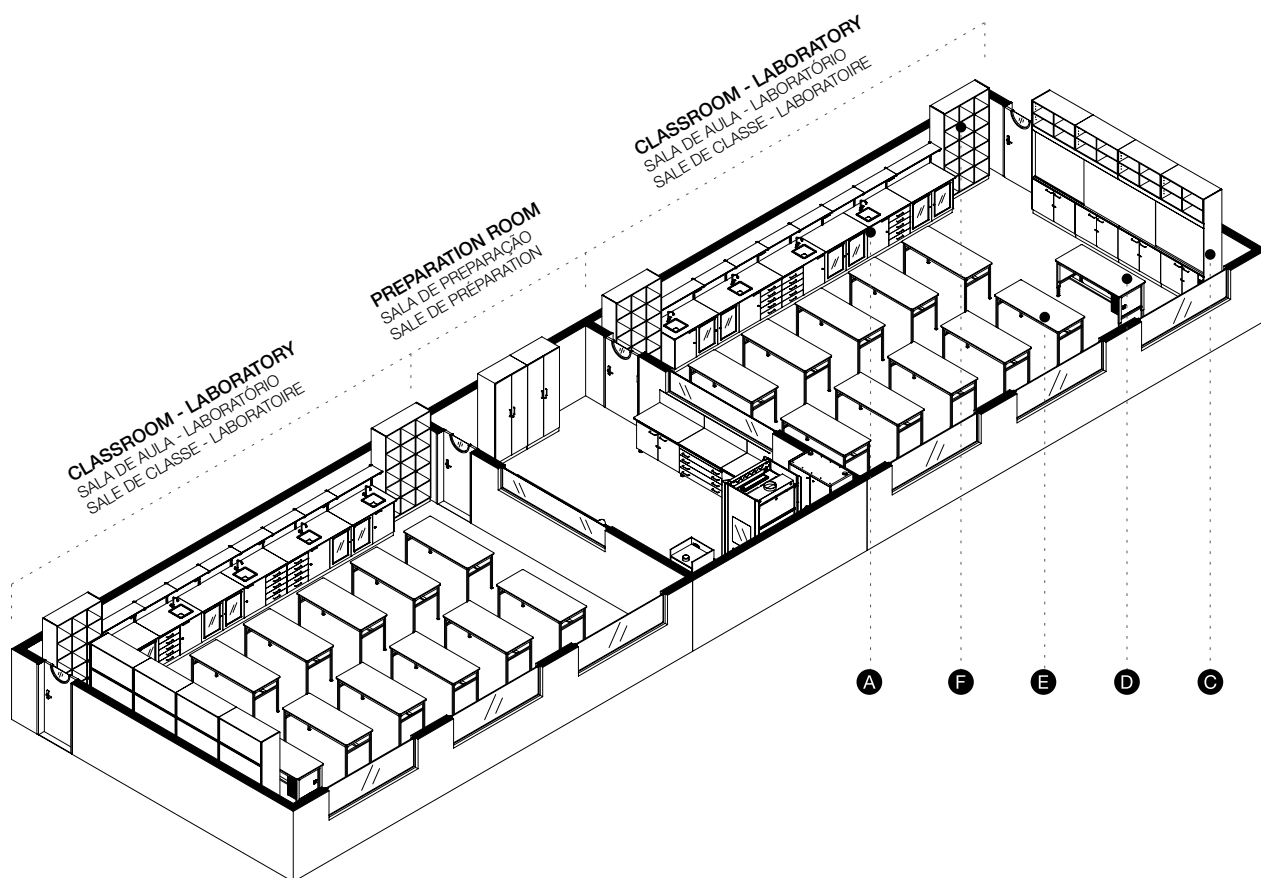 CLASSROOM - LABORATORY
SALA DE AULA - LABORATÓRIO
SALE DE CLASSE - LABORATOIRE
PREPARATION ROOM
SALA DE PREPARAÇÃO
SALE DE PRÉPARATION
CLASSROOM - LABORATORY
SALA DE AULA - LABORATÓRIO
SALE DE CLASSE - LABORATOIRE
A F E D C